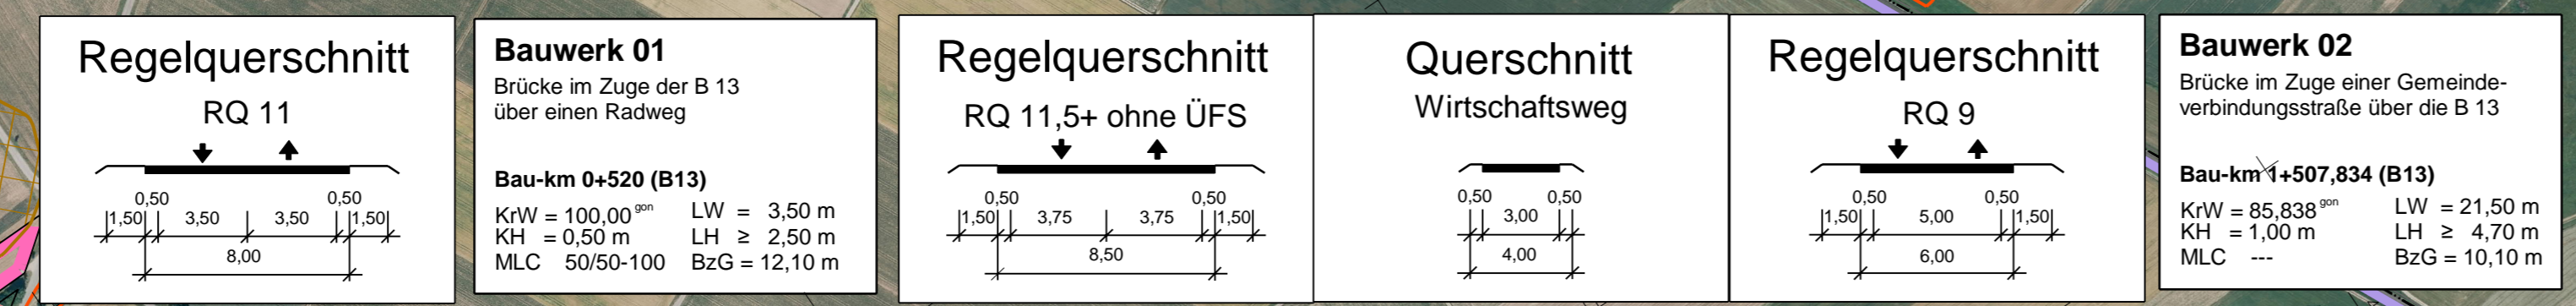 Regelquerschnitt
RQ 11
0,50 0,50
1,50 3,50 3,50 1,50
8,00
Bauwerk 01
Brücke im Zuge der B 13
über einen Radweg
Bau-km 0+520 (B13)
KrW = 100,00 gon LW = 3,50 m
KH = 0,50 m LH ≥ 2,50 m
MLC 50/50-100 BzG = 12,10 m
Regelquerschnitt
RQ 11,5+ ohne ÜFS
0,50 0,50
1,50 3,75 3,75 1,50
8,50
Querschnitt
Wirtschaftsweg
0,50 0,50
3,00
4,00
Regelquerschnitt
RQ 9
0,50 0,50
1,50 5,00 1,50
6,00
Bauwerk 02
Brücke im Zuge einer Gemeinde-
verbindungsstraße über die B 13
Bau-km 1+507,834 (B13)
KrW = 85,838 gon LW = 21,50 m
KH = 1,00 m LH ≥ 4,70 m
MLC --- BzG = 10,10 m